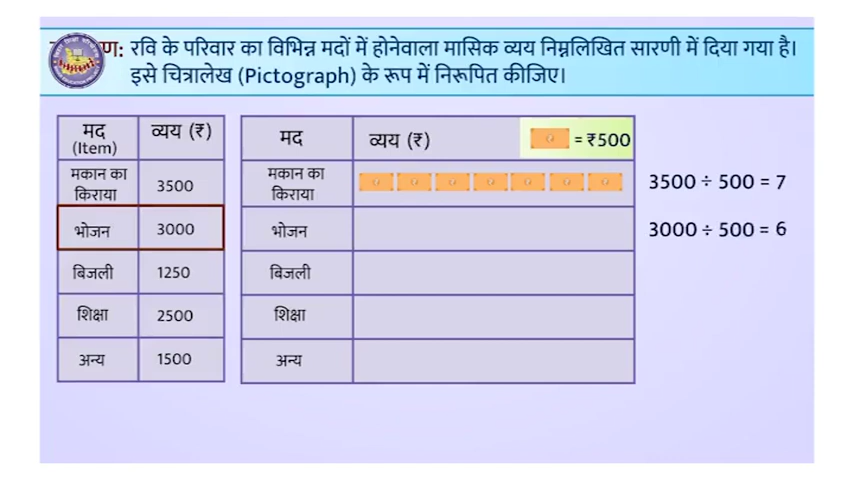 ण: रवि के परिवार का विभिन्न मदों में होनेवाला मासिक व्यय निम्नलिखित सारणी में दिया गया है।
इसे चित्रालेख (Pictograph) के रूप में निरूपित कीजिए।
मद (Item) व्यय (₹)
मकान का किराया 3500
भोजन 3000
बिजली 1250
शिक्षा 2500
अन्य 1500
मद व्यय (₹) = ₹500
मकान का किराया
भोजन
बिजली
शिक्षा
अन्य
3500 ÷ 500 = 7
3000 ÷ 500 = 6